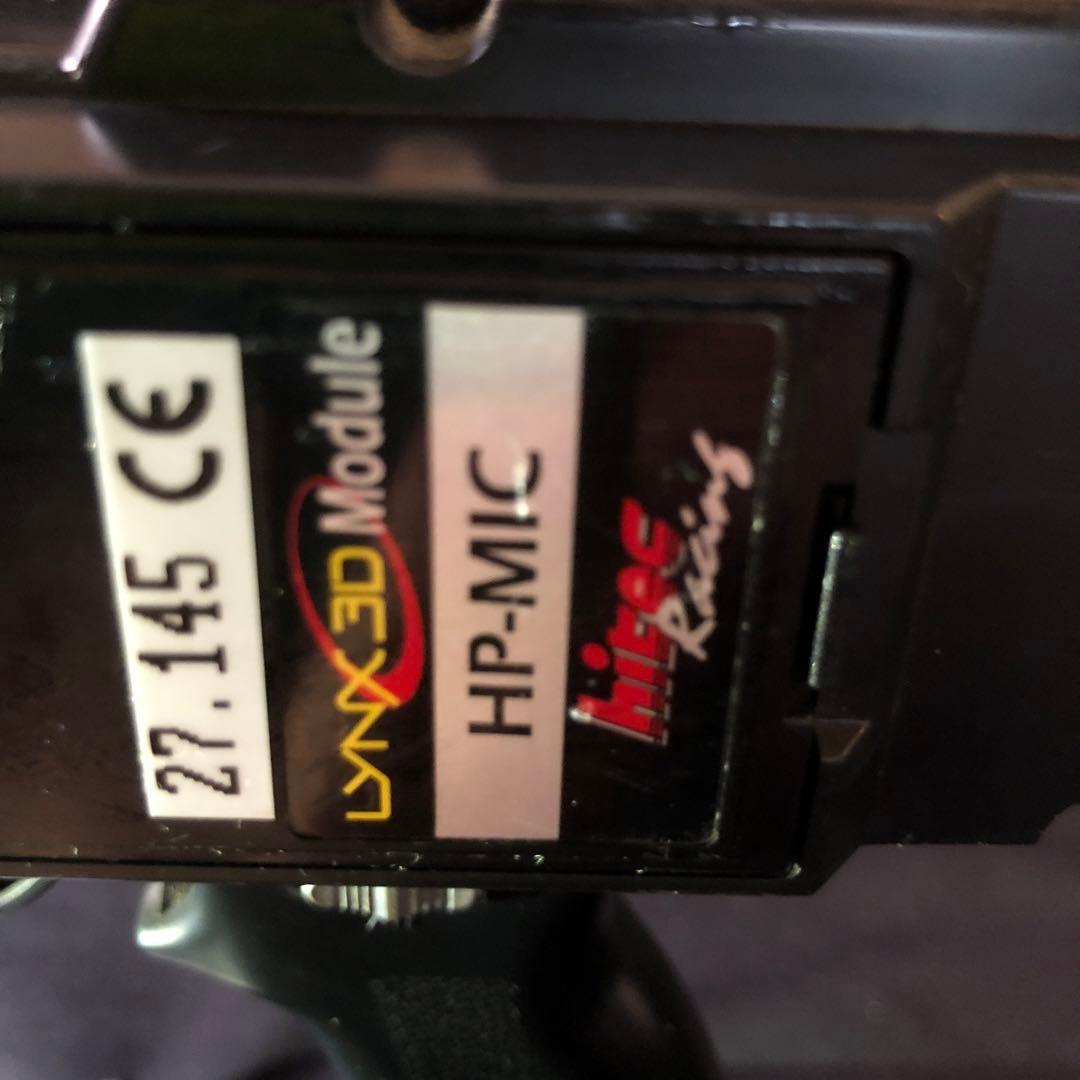 27.145 CE
LYNX 3D Module
HP-MIC
hitec
Racing